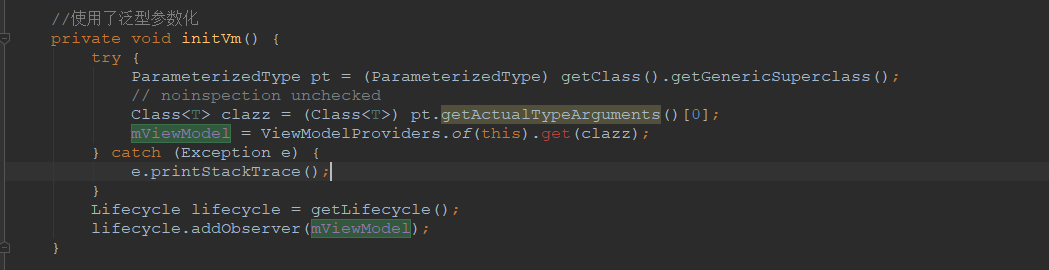 //使用了泛型参数化
private void initVm() {
try {
ParameterizedType pt = (ParameterizedType) getClass().getGenericSuperclass();
// noinspection unchecked
Class<T> clazz = (Class<T>) pt.getActualTypeArguments()[0];
mViewModel = ViewModelProviders.of(this).get(clazz);
} catch (Exception e) {
e.printStackTrace();
}
Lifecycle lifecycle = getLifecycle();
lifecycle.addObserver(mViewModel);
}